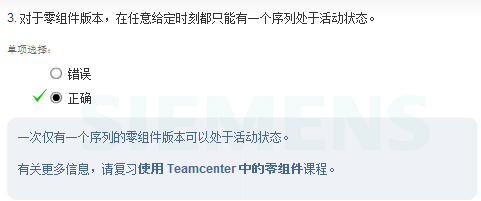 3. 对于零组件版本，在任意给定时刻都只能有一个序列处于活动状态。
单项选择：
错误
正确
SIEMENS
一次仅有一个序列的零组件版本可以处于活动状态。
有关更多信息，请复习使用 Teamcenter 中的零组件课程。